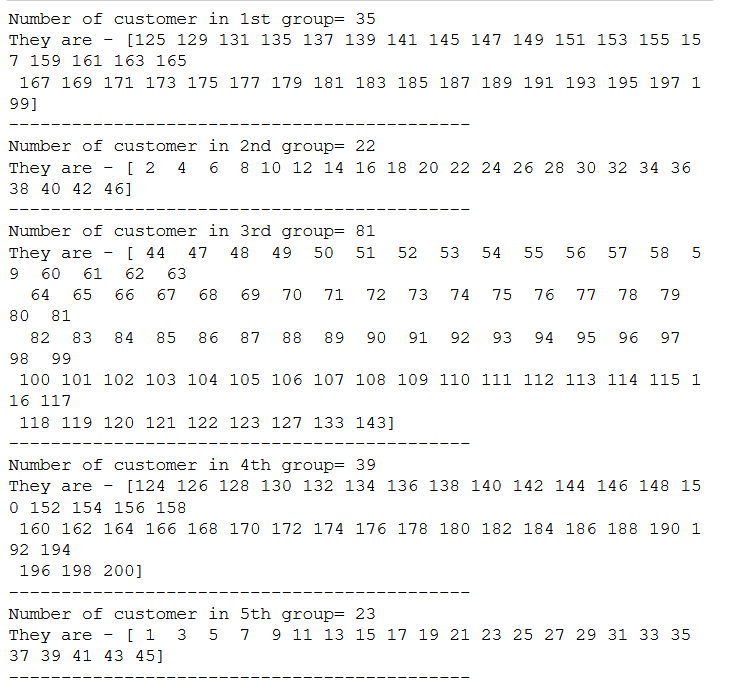 Number of customer in 1st group= 35
They are - [125 129 131 135 137 139 141 145 147 149 151 153 155 15
7 159 161 163 165
 167 169 171 173 175 177 179 181 183 185 187 189 191 193 195 197 1
99]
--------------------------------------------
Number of customer in 2nd group= 22
They are - [ 2  4  6  8 10 12 14 16 18 20 22 24 26 28 30 32 34 36
38 40 42 46]
--------------------------------------------
Number of customer in 3rd group= 81
They are - [ 44  47  48  49  50  51  52  53  54  55  56  57  58  5
9  60  61  62  63
  64  65  66  67  68  69  70  71  72  73  74  75  76  77  78  79
80  81
  82  83  84  85  86  87  88  89  90  91  92  93  94  95  96  97
98  99
 100 101 102 103 104 105 106 107 108 109 110 111 112 113 114 115 1
16 117
 118 119 120 121 122 123 127 133 143]
--------------------------------------------
Number of customer in 4th group= 39
They are - [124 126 128 130 132 134 136 138 140 142 144 146 148 15
0 152 154 156 158
 160 162 164 166 168 170 172 174 176 178 180 182 184 186 188 190 1
92 194
 196 198 200]
--------------------------------------------
Number of customer in 5th group= 23
They are - [ 1  3  5  7  9 11 13 15 17 19 21 23 25 27 29 31 33 35
37 39 41 43 45]
--------------------------------------------